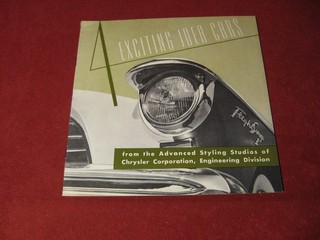 4 EXCITING IDEA CARS
from the Advanced Styling Studios of
Chrysler Corporation, Engineering Division